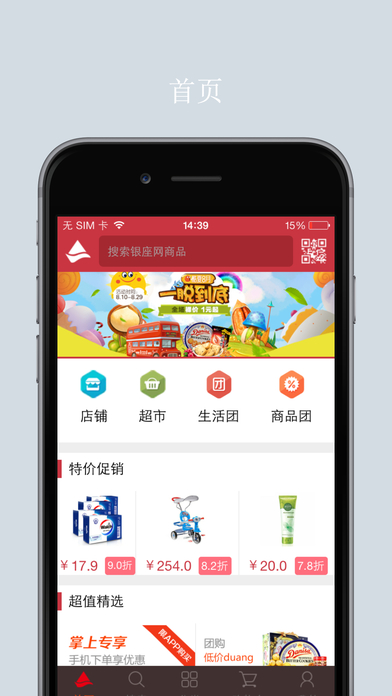 首页
无 SIM 卡
14:39
15%
搜索银座网商品
活动时间:
8.10--8.29
一脱到底
全场裸价 1元起
店铺
超市
团
生活团
商品团
特价促销
¥17.9
9.0折
¥254.0
8.2折
¥20.0
7.8折
超值精选
掌上专享
手机下单享优惠
限APP购买
团购
低价duang